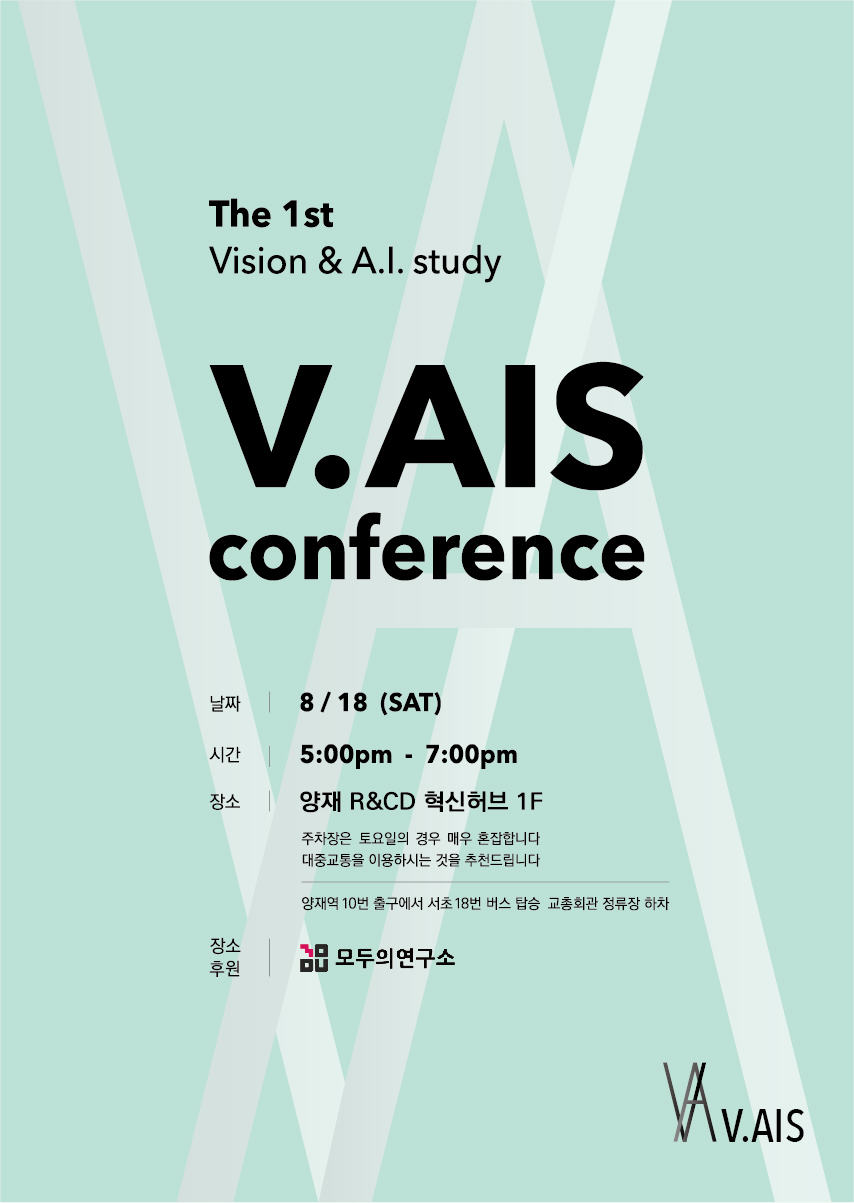 The 1st
Vision & A.I. study
V.AIS
conference
날짜 8 / 18 (SAT)
시간 5:00pm - 7:00pm
장소 양재 R&CD 혁신허브 1F
주차장은 토요일의 경우 매우 혼잡합니다
대중교통을 이용하시는 것을 추천드립니다
양재역 10번 출구에서 서초18번 버스 탑승 교총회관 정류장 하차
장소
후원
모두의연구소
V.AIS